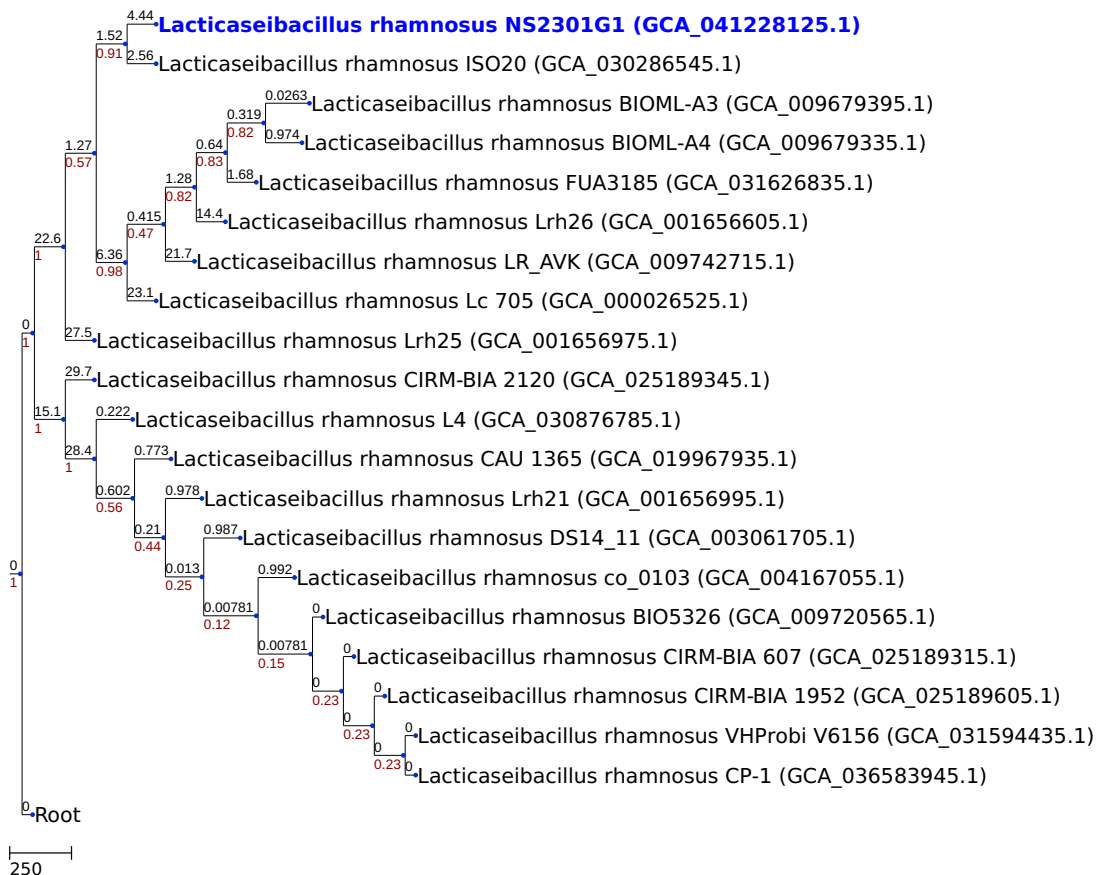 4.44 Lacticaseibacillus rhamnosus NS2301G1 (GCA_041228125.1)
1.52
0.91
2.56 Lacticaseibacillus rhamnosus ISO20 (GCA_030286545.1)
0.0263 Lacticaseibacillus rhamnosus BIOML-A3 (GCA_009679395.1)
0.319
0.82
0.974 Lacticaseibacillus rhamnosus BIOML-A4 (GCA_009679335.1)
0.64
0.83
1.27
0.57
1.68 Lacticaseibacillus rhamnosus FUA3185 (GCA_031626835.1)
1.28
0.82
14.4 Lacticaseibacillus rhamnosus Lrh26 (GCA_001656605.1)
0.415
0.47
22.6
1
21.7 Lacticaseibacillus rhamnosus LR_AVK (GCA_009742715.1)
6.36
0.98
23.1 Lacticaseibacillus rhamnosus Lc 705 (GCA_000026525.1)
0
1
27.5 Lacticaseibacillus rhamnosus Lrh25 (GCA_001656975.1)
29.7 Lacticaseibacillus rhamnosus CIRM-BIA 2120 (GCA_025189345.1)
15.1
1
0.222 Lacticaseibacillus rhamnosus L4 (GCA_030876785.1)
28.4
1
0.773 Lacticaseibacillus rhamnosus CAU 1365 (GCA_019967935.1)
0.602
0.56
0.978 Lacticaseibacillus rhamnosus Lrh21 (GCA_001656995.1)
0.21
0.44
0.987 Lacticaseibacillus rhamnosus DS14_11 (GCA_003061705.1)
0
1
0.013
0.25
0.992 Lacticaseibacillus rhamnosus co_0103 (GCA_004167055.1)
0.00781
0.12
0 Lacticaseibacillus rhamnosus BIO5326 (GCA_009720565.1)
0.00781
0.15
0 Lacticaseibacillus rhamnosus CIRM-BIA 607 (GCA_025189315.1)
0
0.23
0 Lacticaseibacillus rhamnosus CIRM-BIA 1952 (GCA_025189605.1)
0
0.23
0 Lacticaseibacillus rhamnosus VHProbi V6156 (GCA_031594435.1)
0
0.23
0 Lacticaseibacillus rhamnosus CP-1 (GCA_036583945.1)
0 Root
250